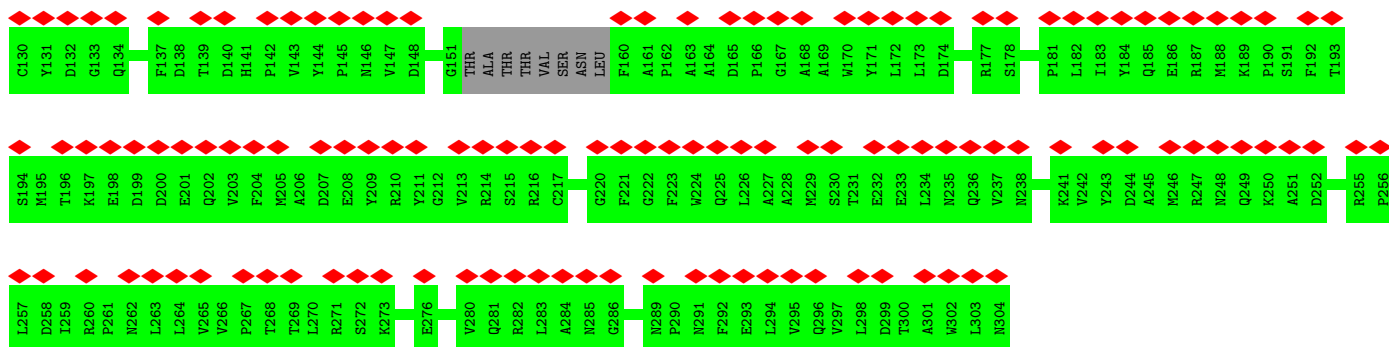 C130 Y131 D132 G133 Q134 F137 D138 T139 D140 H141 P142 V143 Y144 P145 N146 V147 D148 G151 THR ALA THR THR VAL SER ASN LEU F160 A161 P162 A163 A164 D165 P166 G167 A168 A169 W170 Y171 L172 L173 D174 R177 S178 P181 L182 I183 Y184 Q185 E186 R187 M188 K189 P190 S191 F192 T193
S194 M195 T196 K197 E198 D199 D200 E201 Q202 V203 F204 M205 A206 D207 E208 Y209 R210 Y211 G212 V213 R214 S215 R216 C217 G220 F221 G222 F223 W224 Q225 L226 A227 A228 M229 S230 T231 E232 E233 L234 N235 Q236 V237 N238 K241 V242 Y243 D244 A245 M246 R247 N248 Q249 K250 A251 D252 R255 P256
L257 D258 I259 R260 P261 N262 L263 L264 V265 V266 P267 T268 T269 L270 R271 S272 K273 E276 V280 Q281 R282 L283 A284 N285 G286 N289 P290 N291 F292 E293 L294 V295 Q296 V297 L298 D299 T300 A301 W302 L303 N304